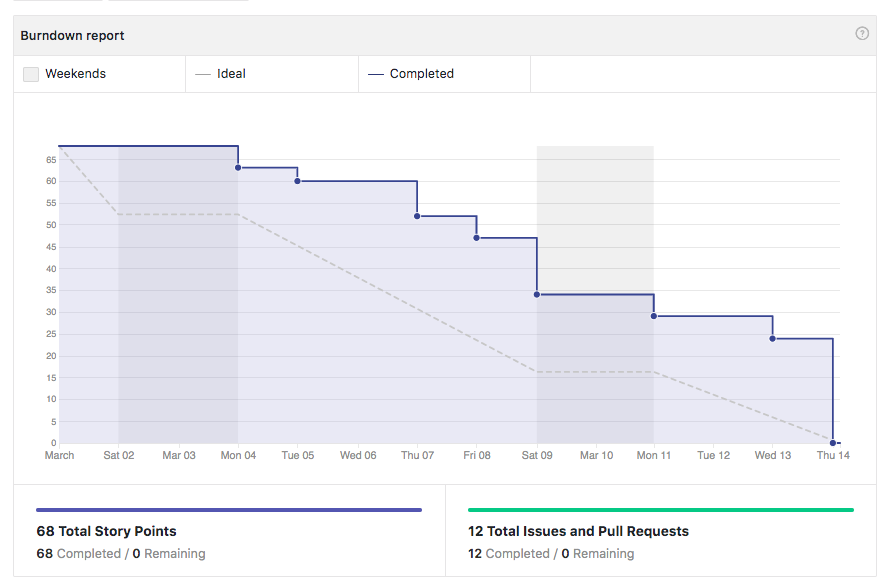 Burndown report
?
Weekends
Ideal
Completed
65
60
55
50
45
40
35
30
25
20
15
10
5
0
March Sat 02 Mar 03 Mon 04 Tue 05 Wed 06 Thu 07 Fri 08 Sat 09 Mar 10 Mon 11 Tue 12 Wed 13 Thu 14
68 Total Story Points
68 Completed / 0 Remaining
12 Total Issues and Pull Requests
12 Completed / 0 Remaining